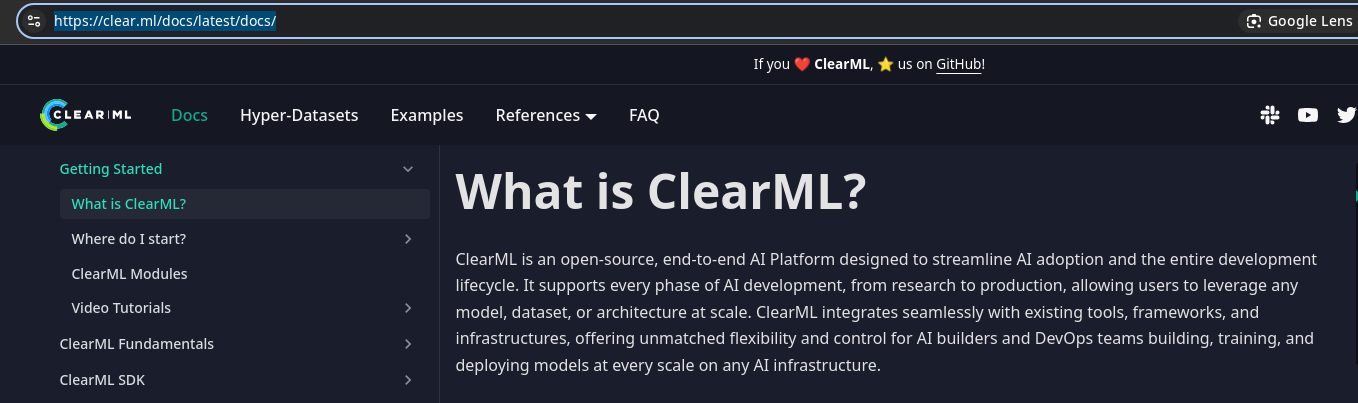 https://clear.ml/docs/latest/docs/
Google Lens
If you ❤️ ClearML, ⭐ us on GitHub!
CLEAR|ML
Docs
Hyper-Datasets
Examples
References
FAQ
Getting Started
What is ClearML?
Where do I start?
ClearML Modules
Video Tutorials
ClearML Fundamentals
ClearML SDK
What is ClearML?
ClearML is an open-source, end-to-end AI Platform designed to streamline AI adoption and the entire development
lifecycle. It supports every phase of AI development, from research to production, allowing users to leverage any
model, dataset, or architecture at scale. ClearML integrates seamlessly with existing tools, frameworks, and
infrastructures, offering unmatched flexibility and control for AI builders and DevOps teams building, training, and
deploying models at every scale on any AI infrastructure.